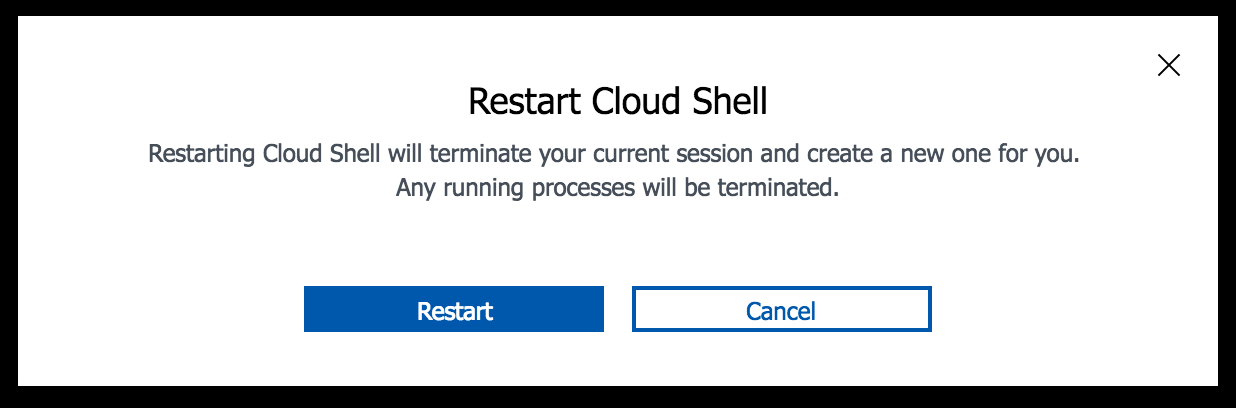 Restart Cloud Shell
Restarting Cloud Shell will terminate your current session and create a new one for you.
Any running processes will be terminated.
Restart
Cancel